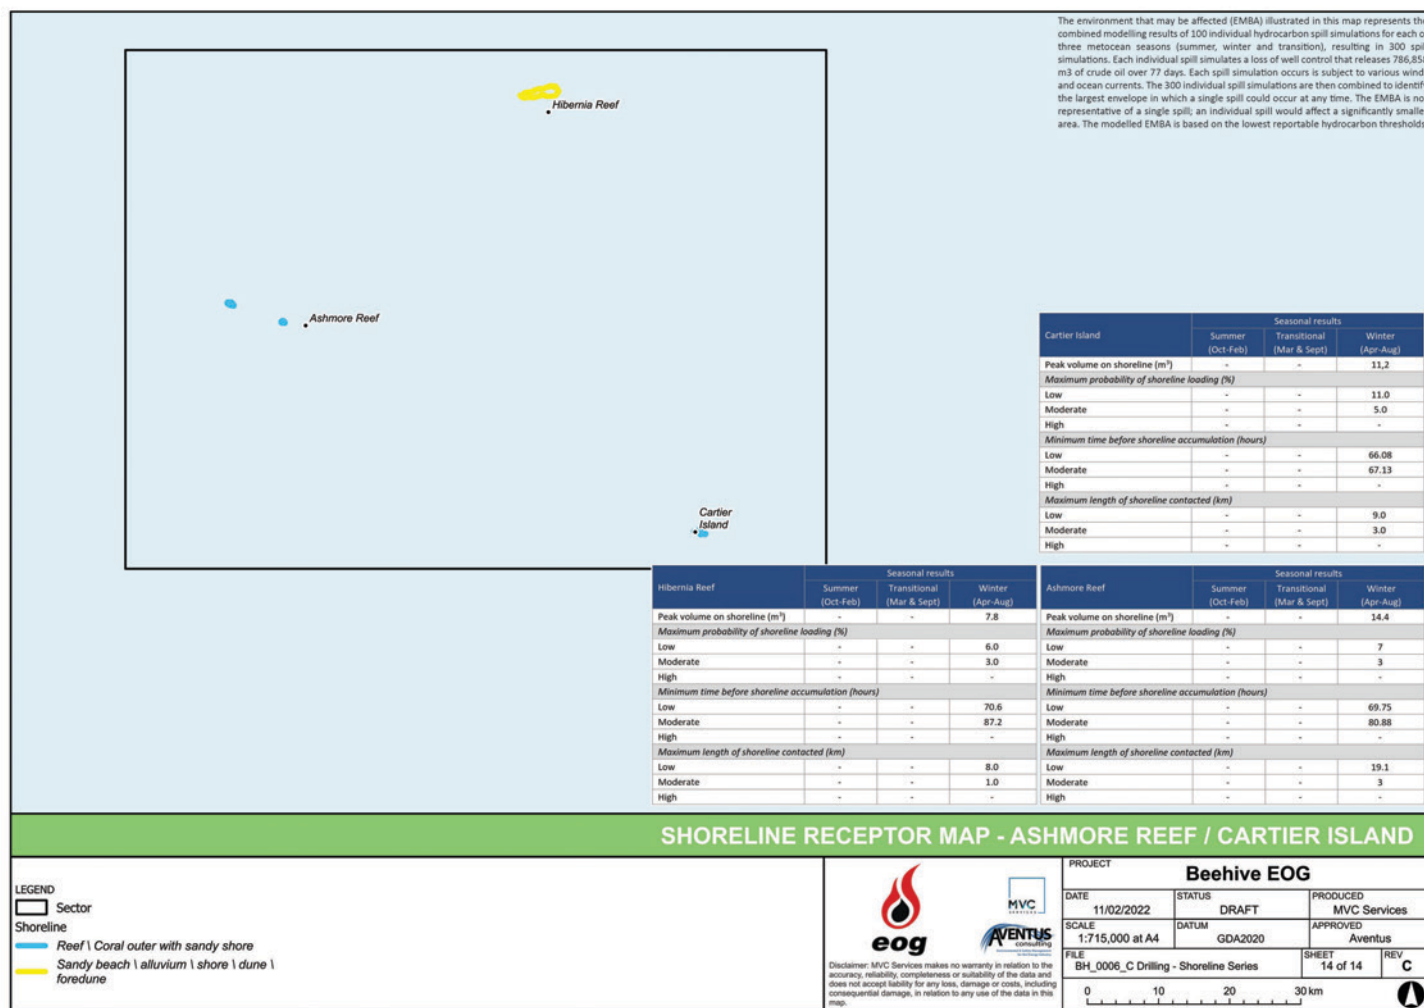 The environment that may be affected (EMBA) illustrated in this map represents the
combined modelling results of 100 individual hydrocarbon spill simulations for each o
three metocean seasons (summer, winter and transition), resulting in 300 spil
simulations. Each individual spill simulates a loss of well control that releases 786,858
m3 of crude oil over 77 days. Each spill simulation occurs is subject to various wind
and ocean currents. The 300 individual spill simulations are then combined to identify
the largest envelope in which a single spill could occur at any time. The EMBA is no
representative of a single spill; an individual spill would affect a significantly smalle
area. The modelled EMBA is based on the lowest reportable hydrocarbon thresholds
Hibernia Reef
Ashmore Reef
Cartier
Island
Cartier Island Seasonal results
Summer (Oct-Feb) Transitional (Mar & Sept) Winter (Apr-Aug)
Peak volume on shoreline (m³) - - 11,2
Maximum probability of shoreline loading (%)
Low - - 11.0
Moderate - - 5.0
High - - -
Minimum time before shoreline accumulation (hours)
Low - - 66.08
Moderate - - 67.13
High - - -
Maximum length of shoreline contacted (km)
Low - - 9.0
Moderate - - 3.0
High - - -
Hibernia Reef Seasonal results
Summer (Oct-Feb) Transitional (Mar & Sept) Winter (Apr-Aug)
Peak volume on shoreline (m³) - - 7.8
Maximum probability of shoreline loading (%)
Low - - 6.0
Moderate - - 3.0
High - - -
Minimum time before shoreline accumulation (hours)
Low - - 70.6
Moderate - - 87.2
High - - -
Maximum length of shoreline contacted (km)
Low - - 8.0
Moderate - - 1.0
High - - -
Ashmore Reef Seasonal results
Summer (Oct-Feb) Transitional (Mar & Sept) Winter (Apr-Aug)
Peak volume on shoreline (m³) - - 14.4
Maximum probability of shoreline loading (%)
Low - - 7
Moderate - - 3
High - - -
Minimum time before shoreline accumulation (hours)
Low - - 69.75
Moderate - - 80.88
High - - -
Maximum length of shoreline contacted (km)
Low - - 19.1
Moderate - - 3
High - - -
SHORELINE RECEPTOR MAP - ASHMORE REEF / CARTIER ISLAND
LEGEND
Sector
Shoreline
Reef \ Coral outer with sandy shore
Sandy beach \ alluvium \ shore \ dune \
foredune
eog
MVC
SERVICES
AVENTUS
consulting
Disclaimer: MVC Services makes no warranty in relation to the
accuracy, reliability, completeness or suitability of the data and
does not accept liability for any loss, damage or costs, including
consequential damage, in relation to any use of the data in this
map.
PROJECT
Beehive EOG
DATE STATUS PRODUCED
11/02/2022 DRAFT MVC Services
SCALE DATUM APPROVED
1:715,000 at A4 GDA2020 Aventus
FILE SHEET REV
BH_0006_C Drilling - Shoreline Series 14 of 14 C
0 10 20 30 km